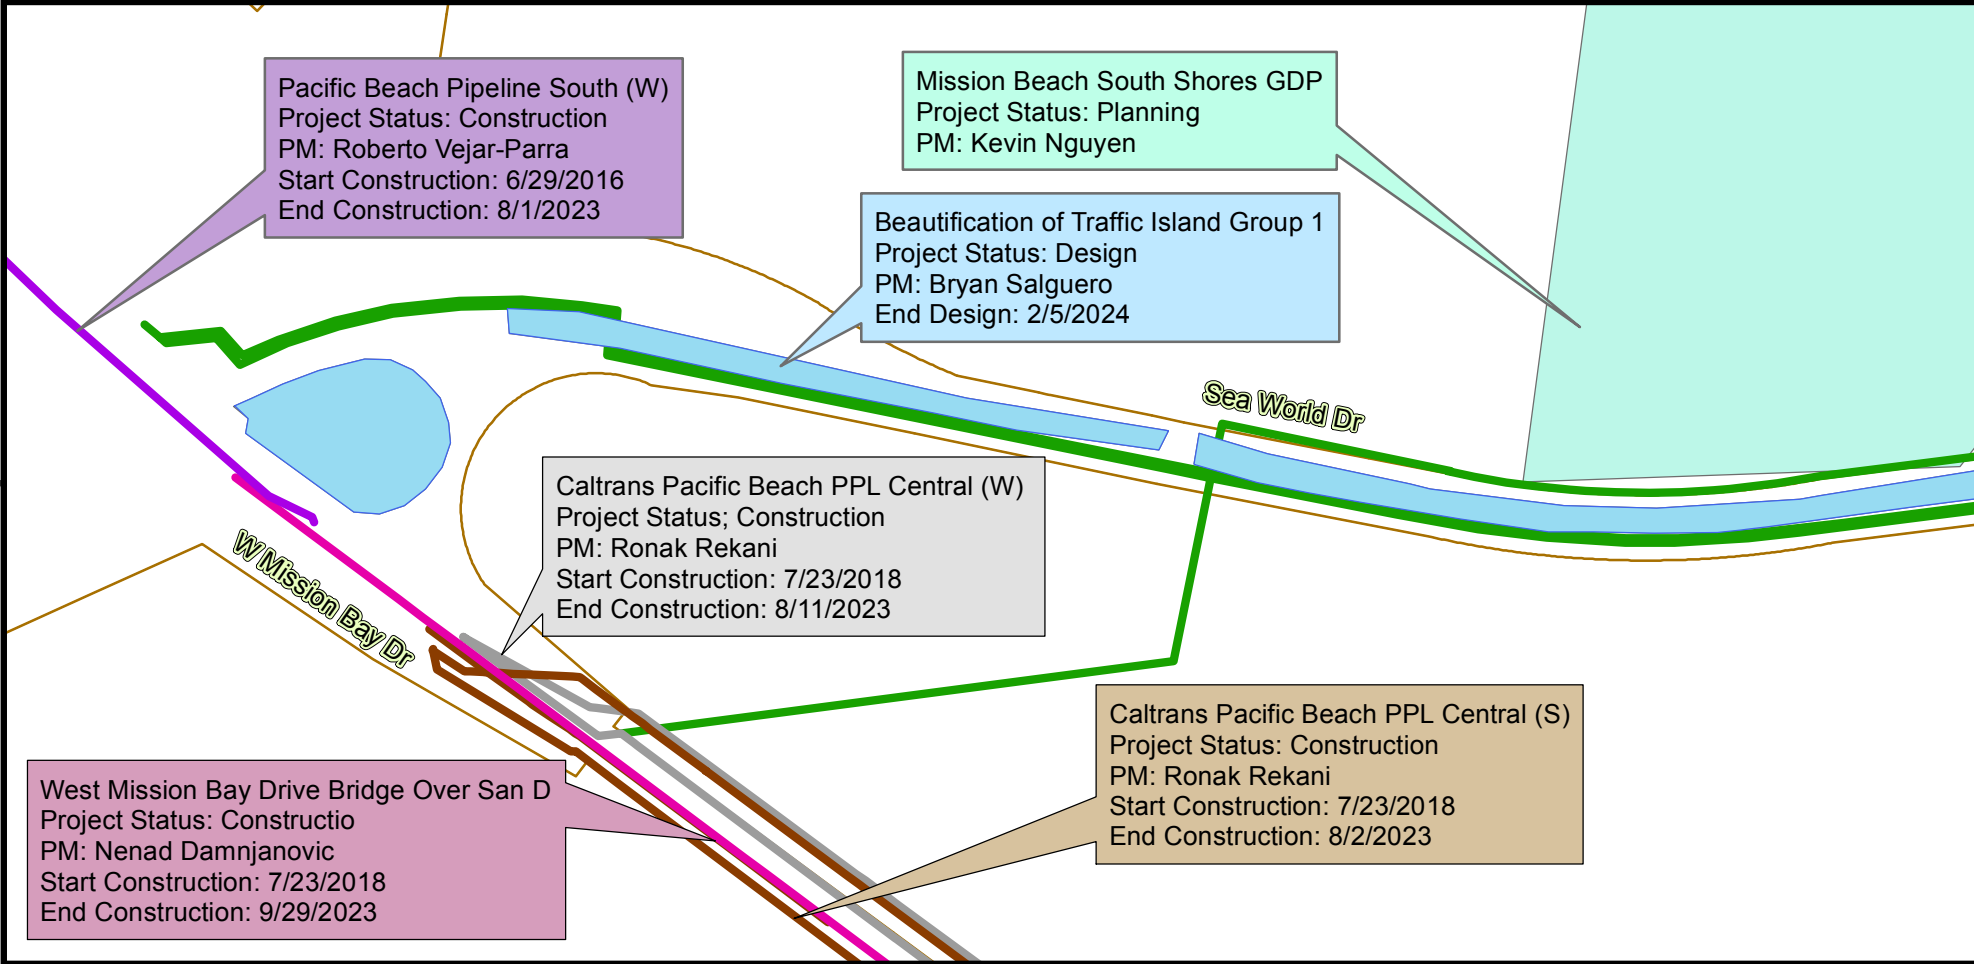 Pacific Beach Pipeline South (W)
Project Status: Construction
PM: Roberto Vejar-Parra
Start Construction: 6/29/2016
End Construction: 8/1/2023
Mission Beach South Shores GDP
Project Status: Planning
PM: Kevin Nguyen
Beautification of Traffic Island Group 1
Project Status: Design
PM: Bryan Salguero
End Design: 2/5/2024
Sea World Dr
Caltrans Pacific Beach PPL Central (W)
Project Status; Construction
PM: Ronak Rekani
Start Construction: 7/23/2018
End Construction: 8/11/2023
W Mission Bay Dr
Caltrans Pacific Beach PPL Central (S)
Project Status: Construction
PM: Ronak Rekani
Start Construction: 7/23/2018
End Construction: 8/2/2023
West Mission Bay Drive Bridge Over San D
Project Status: Constructio
PM: Nenad Damnjanovic
Start Construction: 7/23/2018
End Construction: 9/29/2023